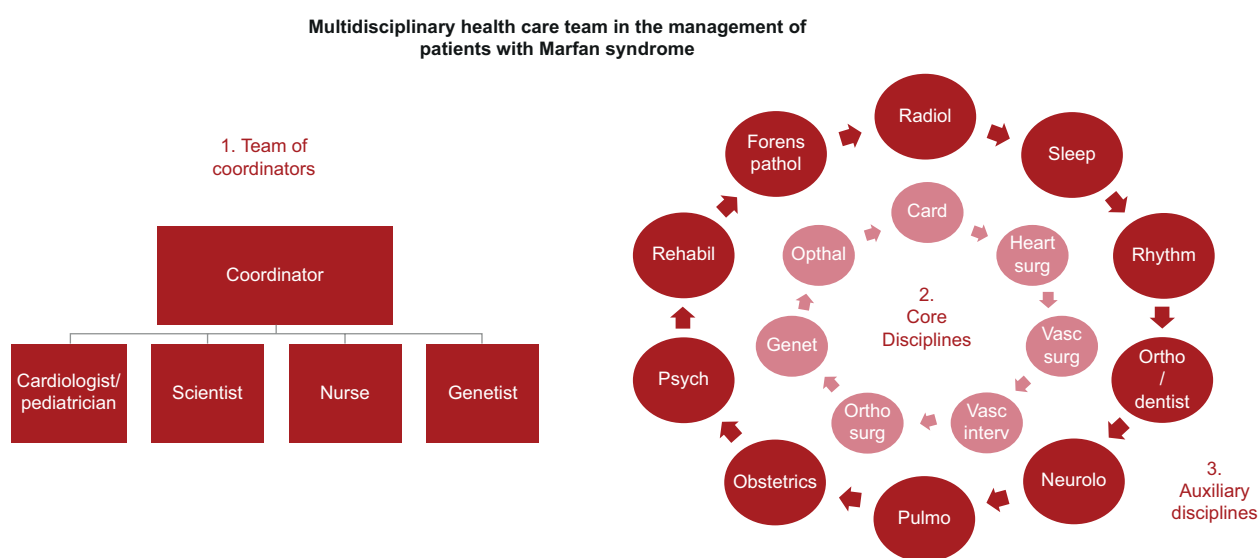 Multidisciplinary health care team in the management of
patients with Marfan syndrome
1. Team of
coordinators
Coordinator
Cardiologist/
pediatrician
Scientist
Nurse
Genetist
Radiol
Sleep
Rhythm
Ortho
/
dentist
Neurolo
Pulmo
Obstetrics
Psych
Rehabil
Forens
pathol
Card
Heart
surg
Vasc
surg
Vasc
interv
Ortho
surg
Genet
Opthal
2.
Core
Disciplines
3.
Auxiliary
disciplines